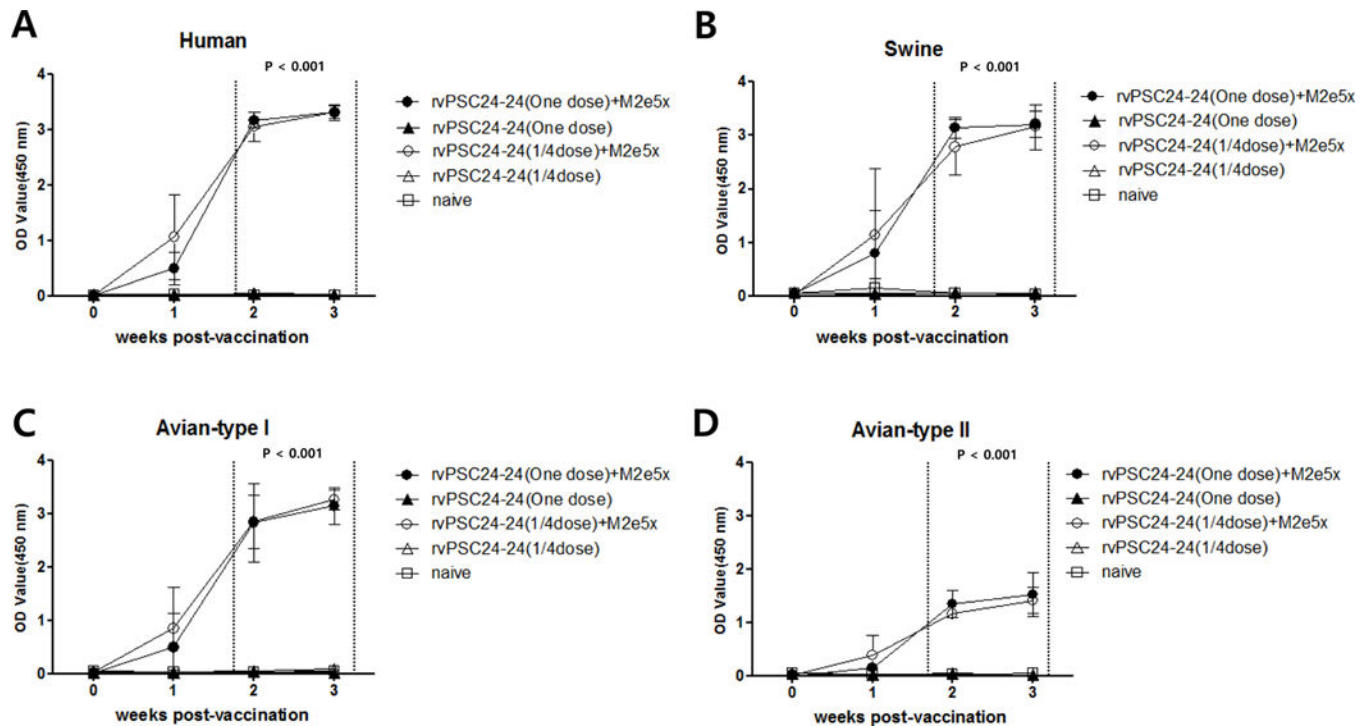 A
Human
P < 0.001
4
3
2
1
0
OD Value(450 nm)
0 1 2 3
weeks post-vaccination
rvPSC24-24(One dose)+M2e5x
rvPSC24-24(One dose)
rvPSC24-24(1/4dose)+M2e5x
rvPSC24-24(1/4dose)
naive
B
Swine
P < 0.001
4
3
2
1
0
OD Value(450 nm)
0 1 2 3
weeks post-vaccination
rvPSC24-24(One dose)+M2e5x
rvPSC24-24(One dose)
rvPSC24-24(1/4dose)+M2e5x
rvPSC24-24(1/4dose)
naive
C
Avian-type I
P < 0.001
4
3
2
1
0
OD Value(450 nm)
0 1 2 3
weeks post-vaccination
rvPSC24-24(One dose)+M2e5x
rvPSC24-24(One dose)
rvPSC24-24(1/4dose)+M2e5x
rvPSC24-24(1/4dose)
naive
D
Avian-type II
P < 0.001
4
3
2
1
0
OD Value(450 nm)
0 1 2 3
weeks post-vaccination
rvPSC24-24(One dose)+M2e5x
rvPSC24-24(One dose)
rvPSC24-24(1/4dose)+M2e5x
rvPSC24-24(1/4dose)
naive